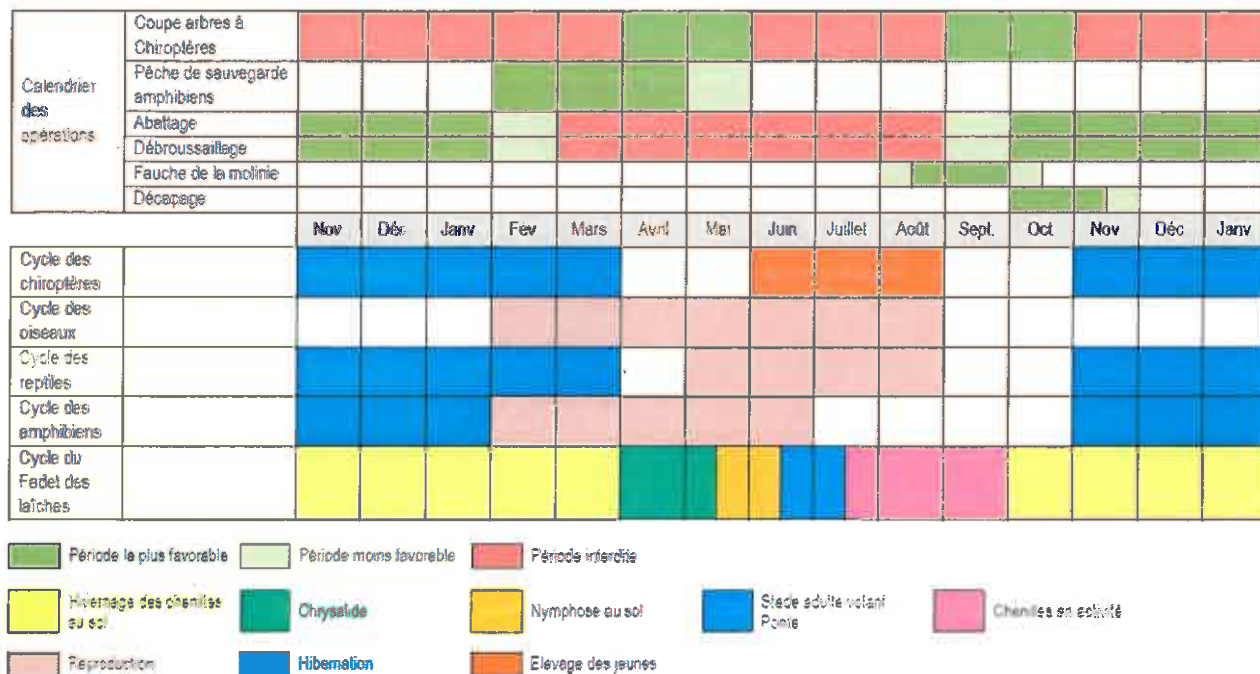 Calendrier
des
opérations
Coupe arbres à
Chiroptères
Pêche de sauvegarde
amphibiens
Abattage
Débroussaillage
Fauche de la molinie
Décapage
Nov Déc Janv Fev Mars Avril Mai Juin Juillet Août Sept. Oct Nov Déc Janv
Cycle des
chiroptères
Cycle des
oiseaux
Cycle des
reptiles
Cycle des
amphibiens
Cycle du
Fadet des
laîches
Période la plus favorable Période moins favorable Période interdite
Hivernage des chenilles
au sol
Chrysalide
Nymphose au sol
Stade adulte volant
Ponte
Chenilles en activité
Reproduction Hibernation Elevage des jeunes